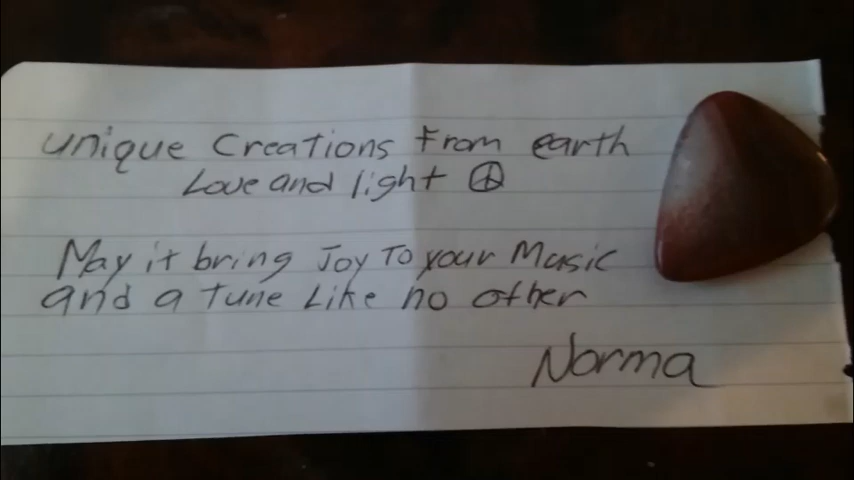 unique Creations From earth
Love and light ☮
May it bring Joy To your Music
and a Tune Like no other
Norma